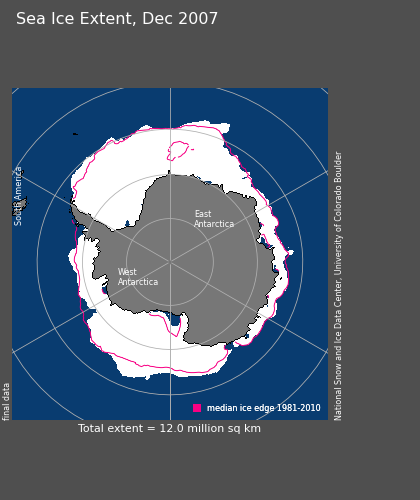 Sea Ice Extent, Dec 2007
South America
East
Antarctica
West
Antarctica
National Snow and Ice Data Center, University of Colorado Boulder
final data
median ice edge 1981-2010
Total extent = 12.0 million sq km